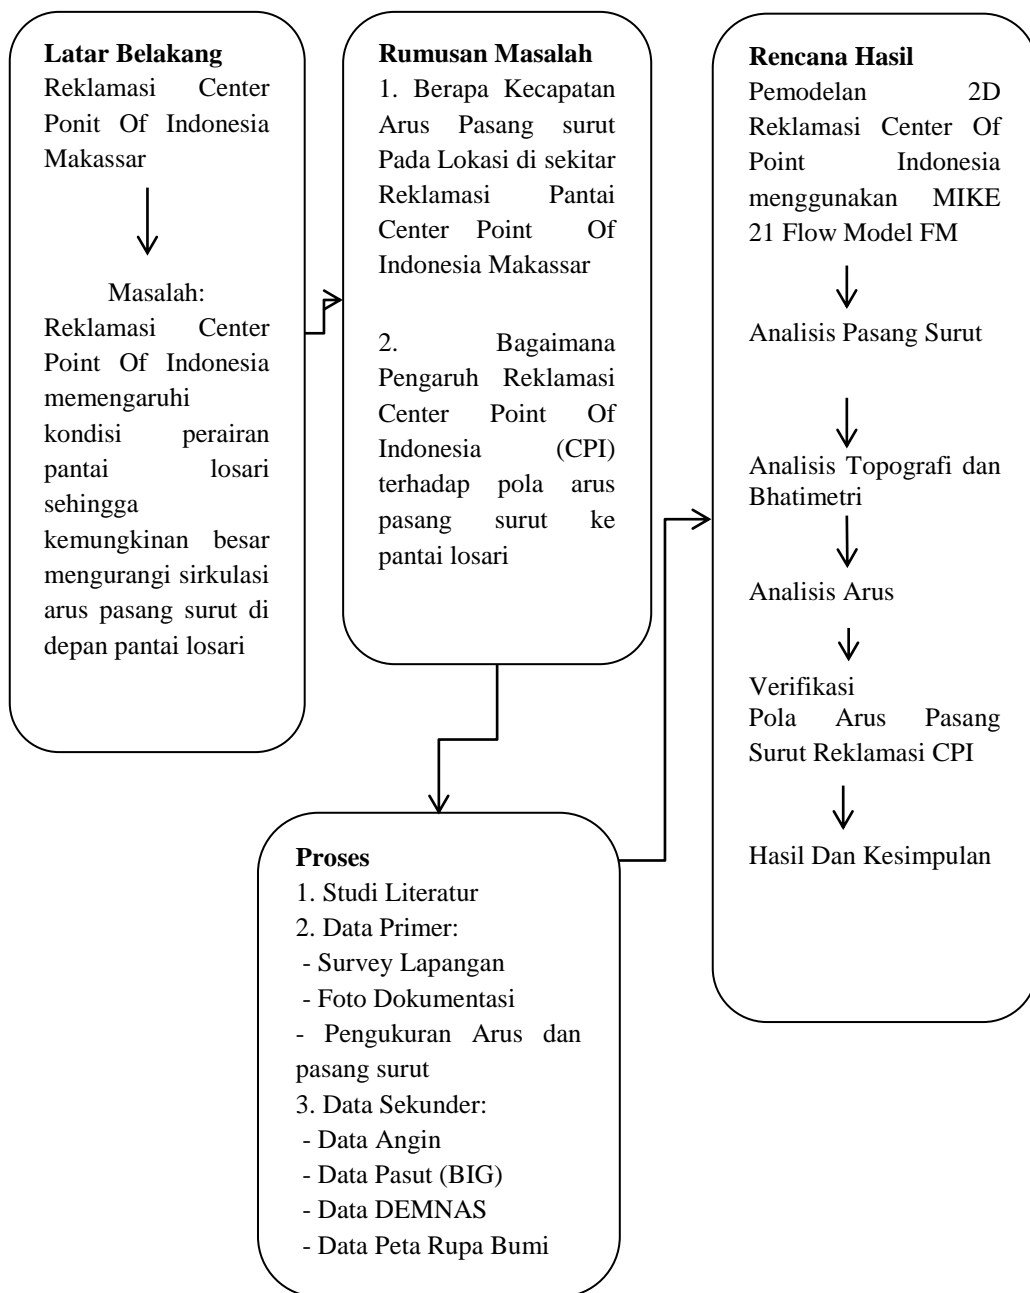 Latar Belakang
Reklamasi Center
Ponit Of Indonesia
Makassar
Masalah:
Reklamasi Center
Point Of Indonesia
memengaruhi
kondisi perairan
pantai losari
sehingga
kemungkinan besar
mengurangi sirkulasi
arus pasang surut di
depan pantai losari
Rumusan Masalah
1. Berapa Kecapatan
Arus Pasang surut
Pada Lokasi di sekitar
Reklamasi Pantai
Center Point Of
Indonesia Makassar
2. Bagaimana
Pengaruh Reklamasi
Center Point Of
Indonesia (CPI)
terhadap pola arus
pasang surut ke
pantai losari
Proses
1. Studi Literatur
2. Data Primer:
- Survey Lapangan
- Foto Dokumentasi
- Pengukuran Arus dan
pasang surut
3. Data Sekunder:
- Data Angin
- Data Pasut (BIG)
- Data DEMNAS
- Data Peta Rupa Bumi
Rencana Hasil
Pemodelan 2D
Reklamasi Center Of
Point Indonesia
menggunakan MIKE
21 Flow Model FM
Analisis Pasang Surut
Analisis Topografi dan
Bhatimetri
Analisis Arus
Verifikasi
Pola Arus Pasang
Surut Reklamasi CPI
Hasil Dan Kesimpulan